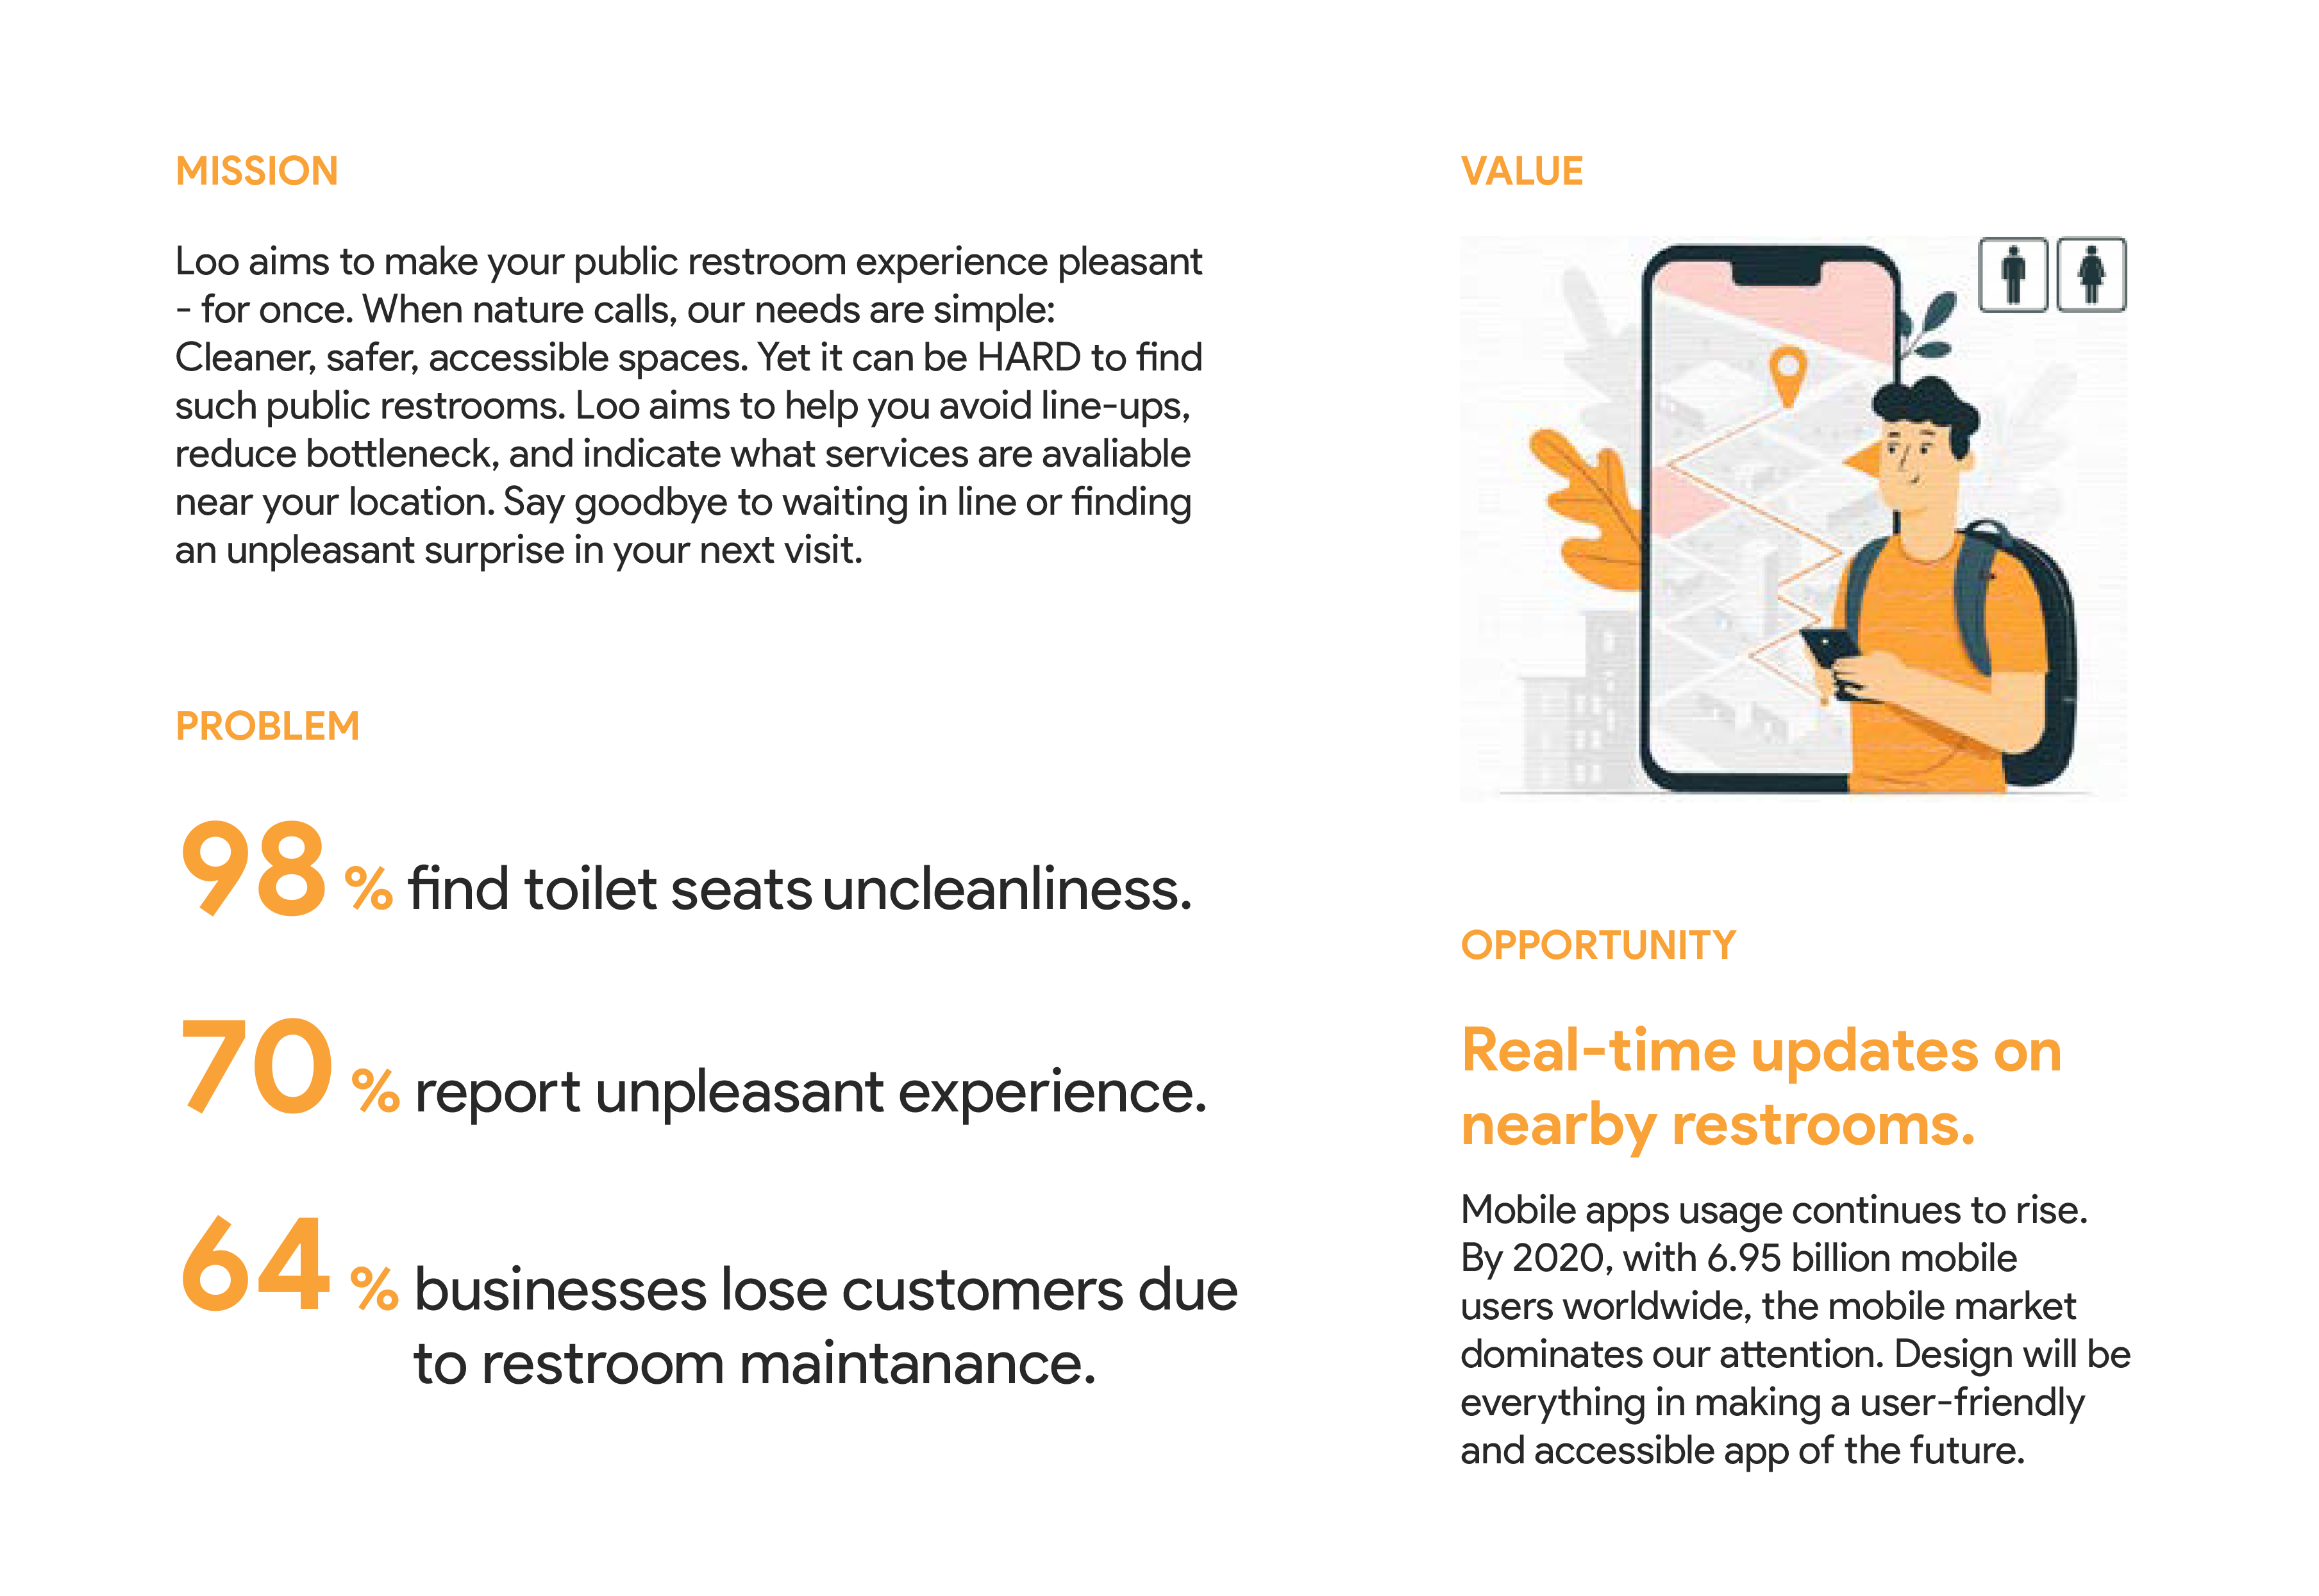 MISSION
Loo aims to make your public restroom experience pleasant
- for once. When nature calls, our needs are simple:
Cleaner, safer, accessible spaces. Yet it can be HARD to find
such public restrooms. Loo aims to help you avoid line-ups,
reduce bottleneck, and indicate what services are avaliable
near your location. Say goodbye to waiting in line or finding
an unpleasant surprise in your next visit.
PROBLEM
98 % find toilet seats uncleanliness.
70 % report unpleasant experience.
64 % businesses lose customers due
to restroom maintanance.
VALUE
OPPORTUNITY
Real-time updates on
nearby restrooms.
Mobile apps usage continues to rise.
By 2020, with 6.95 billion mobile
users worldwide, the mobile market
dominates our attention. Design will be
everything in making a user-friendly
and accessible app of the future.